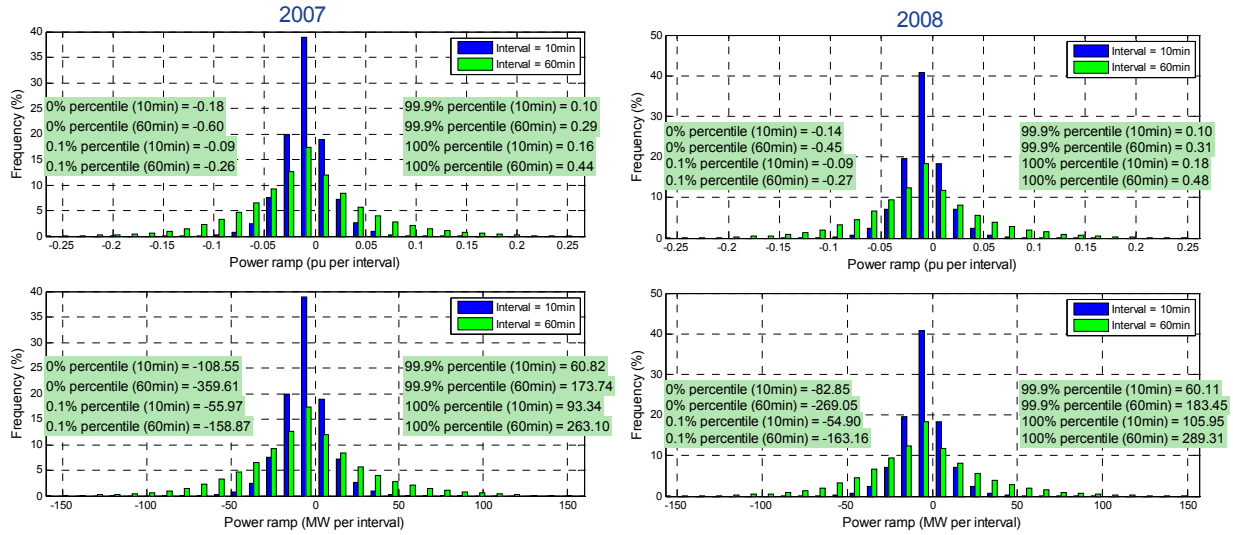 2007
40
35
30
25
20
15
10
5
0
Frequency (%)
Interval = 10min
Interval = 60min
0% percentile (10min) = -0.18
0% percentile (60min) = -0.60
0.1% percentile (10min) = -0.09
0.1% percentile (60min) = -0.26
99.9% percentile (10min) = 0.10
99.9% percentile (60min) = 0.29
100% percentile (10min) = 0.16
100% percentile (60min) = 0.44
-0.25 -0.2 -0.15 -0.1 -0.05 0 0.05 0.1 0.15 0.2 0.25
Power ramp (pu per interval)
2008
50
40
30
20
10
0
Frequency (%)
Interval = 10min
Interval = 60min
0% percentile (10min) = -0.14
0% percentile (60min) = -0.45
0.1% percentile (10min) = -0.09
0.1% percentile (60min) = -0.27
99.9% percentile (10min) = 0.10
99.9% percentile (60min) = 0.31
100% percentile (10min) = 0.18
100% percentile (60min) = 0.48
-0.25 -0.2 -0.15 -0.1 -0.05 0 0.05 0.1 0.15 0.2 0.25
Power ramp (pu per interval)
40
35
30
25
20
15
10
5
0
Frequency (%)
Interval = 10min
Interval = 60min
0% percentile (10min) = -108.55
0% percentile (60min) = -359.61
0.1% percentile (10min) = -55.97
0.1% percentile (60min) = -158.87
99.9% percentile (10min) = 60.82
99.9% percentile (60min) = 173.74
100% percentile (10min) = 93.34
100% percentile (60min) = 263.10
-150 -100 -50 0 50 100 150
Power ramp (MW per interval)
50
40
30
20
10
0
Frequency (%)
Interval = 10min
Interval = 60min
0% percentile (10min) = -82.85
0% percentile (60min) = -269.05
0.1% percentile (10min) = -54.90
0.1% percentile (60min) = -163.16
99.9% percentile (10min) = 60.11
99.9% percentile (60min) = 183.45
100% percentile (10min) = 105.95
100% percentile (60min) = 289.31
-150 -100 -50 0 50 100 150
Power ramp (MW per interval)